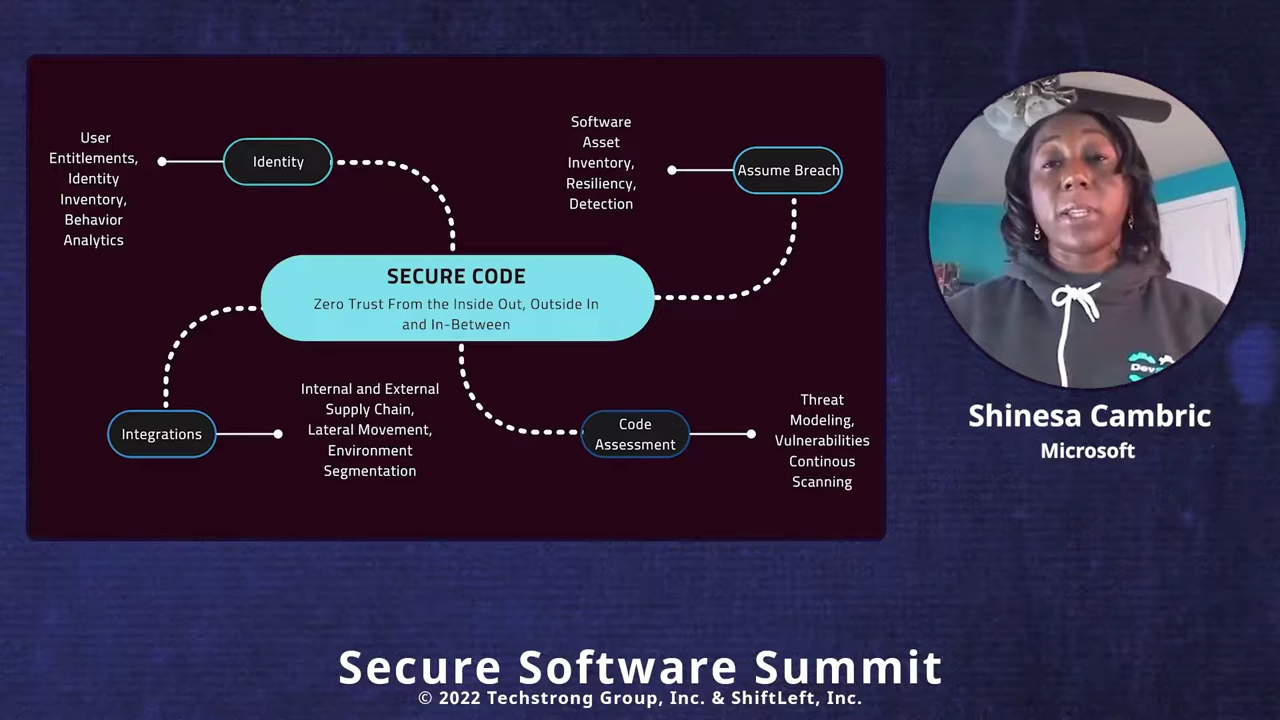 User
Entitlements,
Identity
Inventory,
Behavior
Analytics
Identity
Software
Asset
Inventory,
Resiliency,
Detection
Assume Breach
SECURE CODE
Zero Trust From the Inside Out, Outside In
and In-Between
Integrations
Internal and External
Supply Chain,
Lateral Movement,
Environment
Segmentation
Code
Assessment
Threat
Modeling,
Vulnerabilities
Continous
Scanning
Shinesa Cambric
Microsoft
Secure Software Summit
© 2022 Techstrong Group, Inc. & ShiftLeft, Inc.